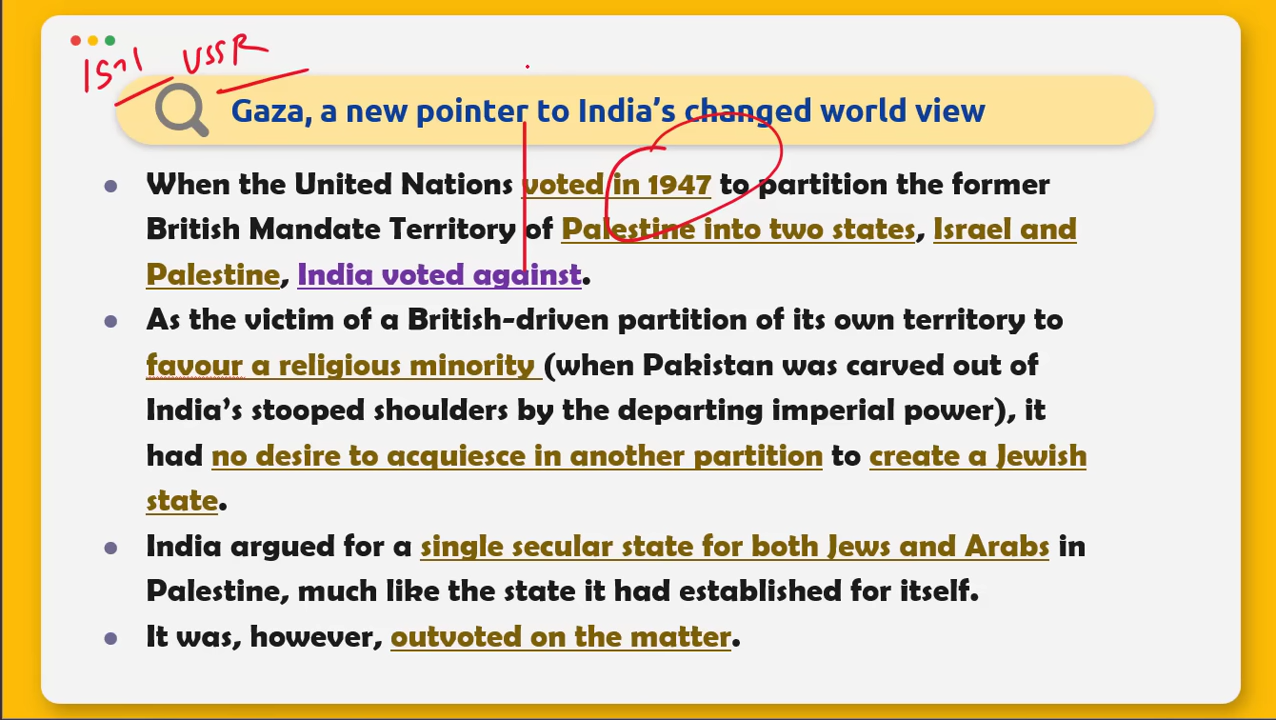 USSR
Gaza, a new pointer to India's changed world view
When the United Nations voted in 1947 to partition the former
British Mandate Territory of Palestine into two states, Israel and
Palestine, India voted against.
As the victim of a British-driven partition of its own territory to
favour a religious minority (when Pakistan was carved out of
India's stooped shoulders by the departing imperial power), it
had no desire to acquiesce in another partition to create a Jewish
state.
India argued for a single secular state for both Jews and Arabs in
Palestine, much like the state it had established for itself.
It was, however, outvoted on the matter.